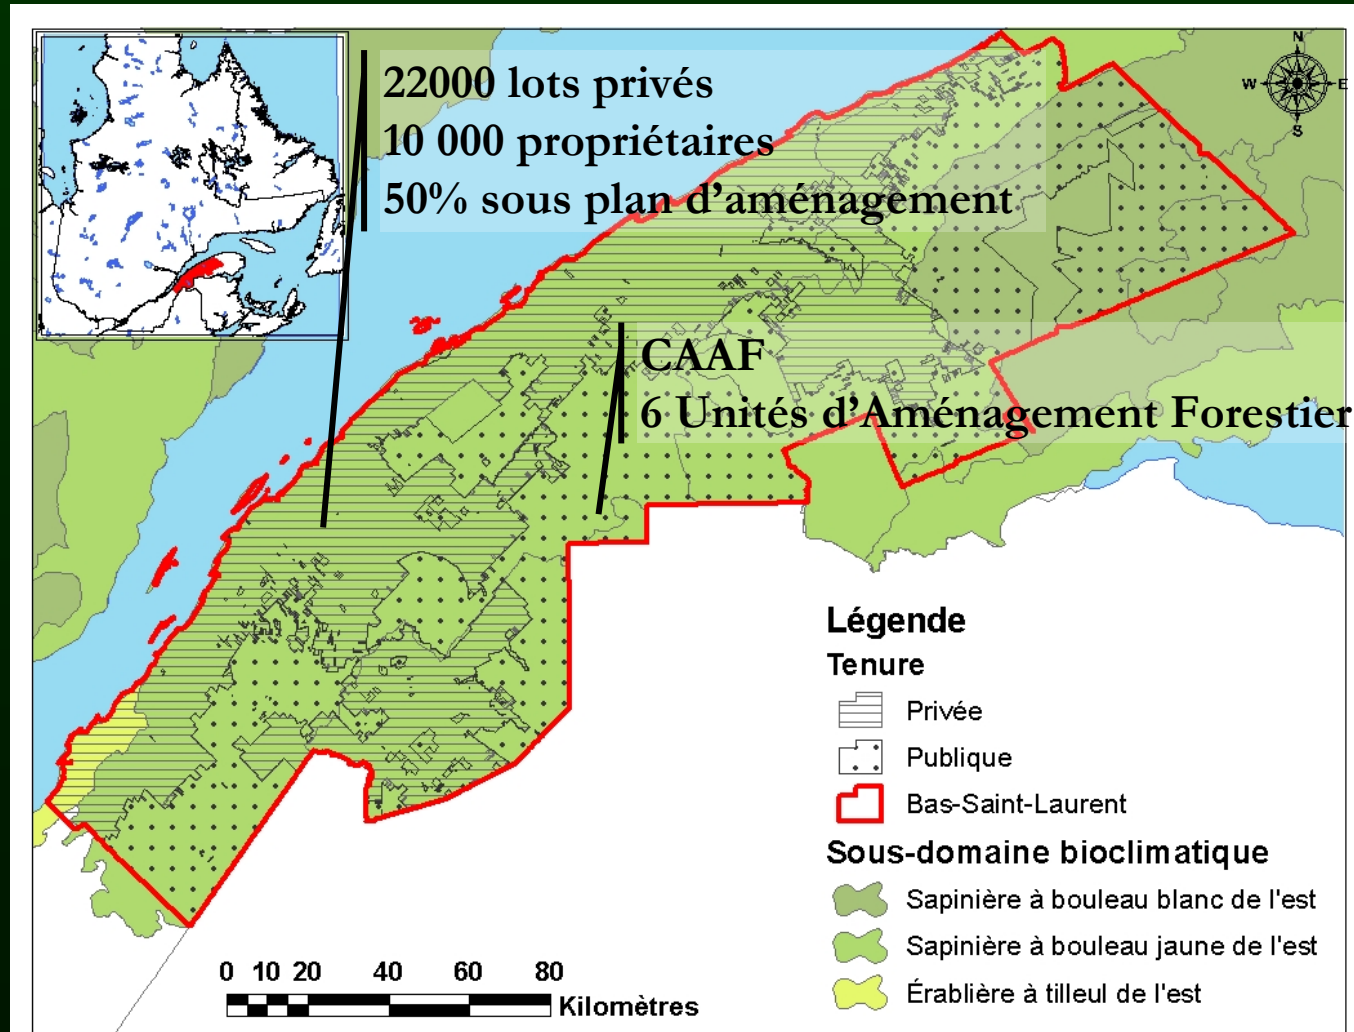 22000 lots privés
10 000 propriétaires
50% sous plan d'aménagement
N
W E
S
CAAF
6 Unités d'Aménagement Forestier
Légende
Tenure
Privée
Publique
Bas-Saint-Laurent
Sous-domaine bioclimatique
Sapinière à bouleau blanc de l'est
Sapinière à bouleau jaune de l'est
Érablière à tilleul de l'est
0 10 20 40 60 80
Kilomètres